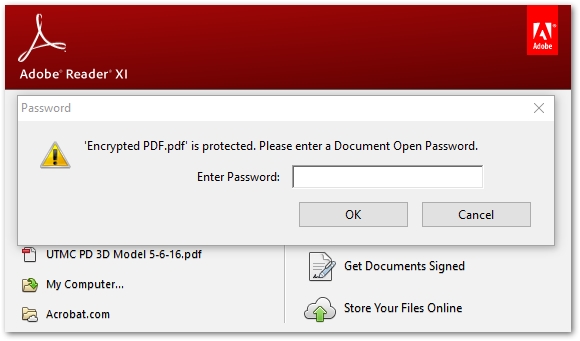 Adobe® Reader® XI
Adobe
Password
'Encrypted PDF.pdf' is protected. Please enter a Document Open Password.
Enter Password:
OK
Cancel
UTMC PD 3D Model 5-6-16.pdf
My Computer...
Acrobat.com
Get Documents Signed
Store Your Files Online